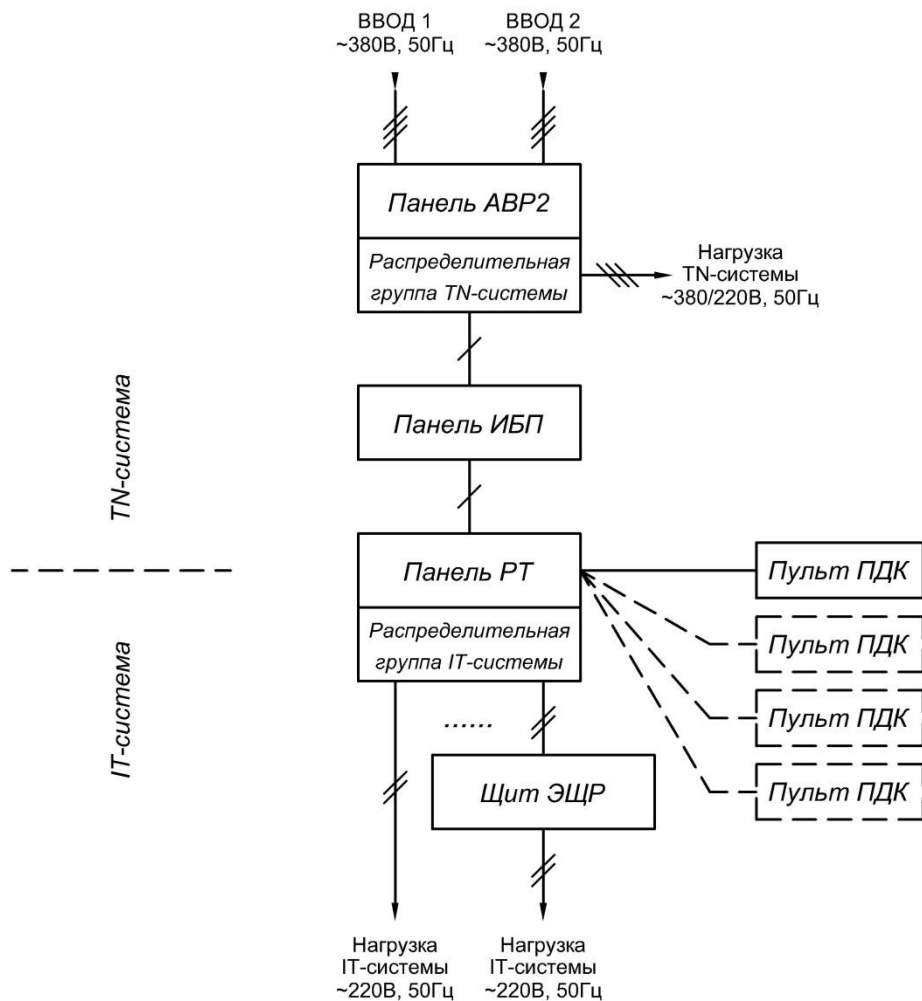 ВВОД 1
~380В, 50Гц
ВВОД 2
~380В, 50Гц
Панель АВР2
Распределительная
группа TN-системы
Нагрузка
TN-системы
~380/220В, 50Гц
Панель ИБП
TN-система
Панель РТ
Распределительная
группа IT-системы
Пульт ПДК
Пульт ПДК
Пульт ПДК
Пульт ПДК
IT-система
......
Щит ЭЩР
Нагрузка
IT-системы
~220В, 50Гц
Нагрузка
IT-системы
~220В, 50Гц